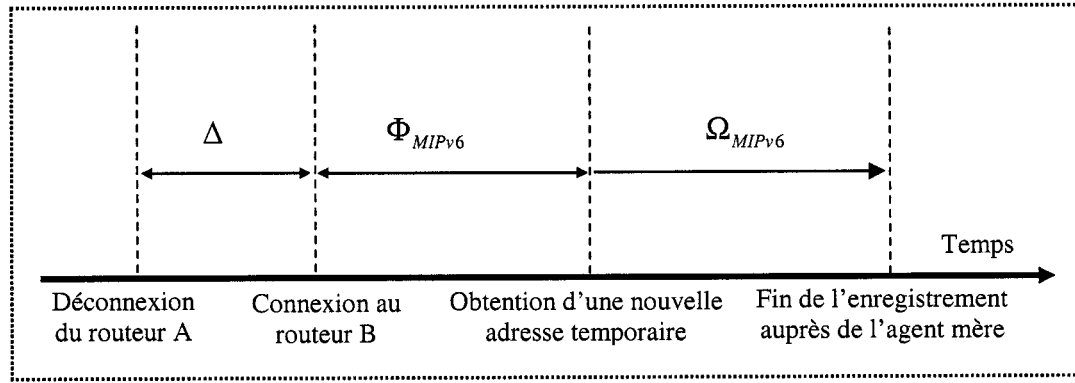 Δ
Φ_MIPv6
Ω_MIPv6
Temps
Déconnexion
du routeur A
Connexion au
routeur B
Obtention d'une nouvelle
adresse temporaire
Fin de l'enregistrement
auprès de l'agent mère